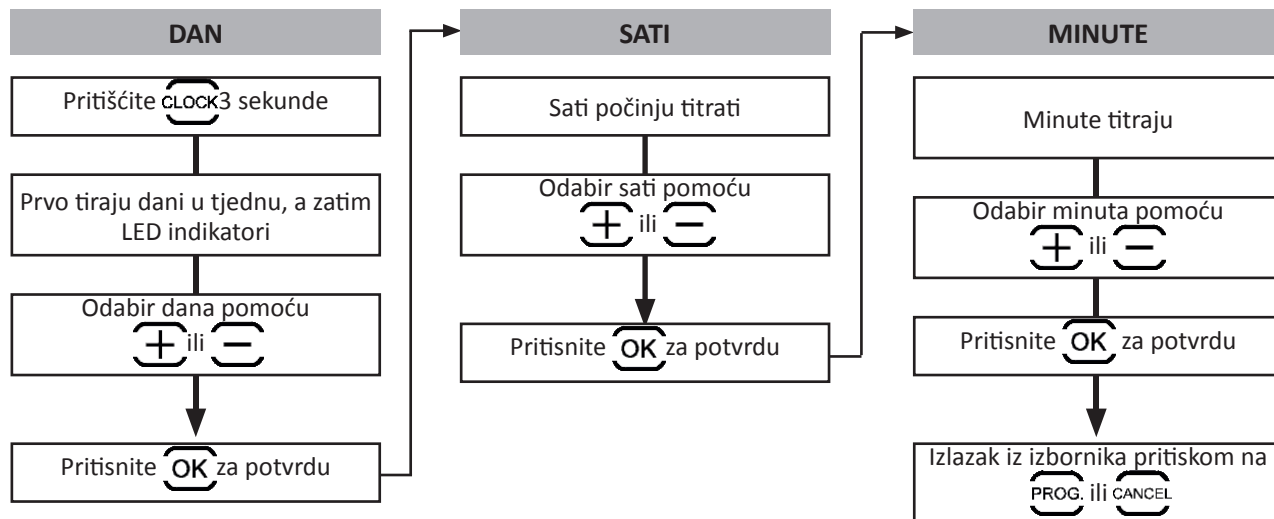 DAN
Pritišćite CLOCK 3 sekunde
Prvo tiraju dani u tjednu, a zatim
LED indikatori
Odabir dana pomoću
+ ili −
Pritisnite OK za potvrdu
SATI
Sati počinju titrati
Odabir sati pomoću
+ ili −
Pritisnite OK za potvrdu
MINUTE
Minute titraju
Odabir minuta pomoću
+ ili −
Pritisnite OK za potvrdu
Izlazak iz izbornika pritiskom na
PROG. ili CANCEL